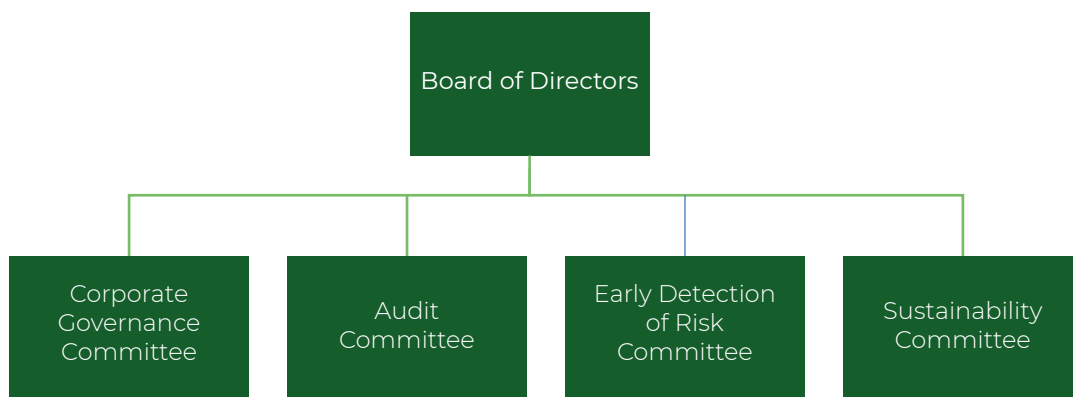 Board of Directors
Corporate
Governance
Committee
Audit
Committee
Early Detection
of Risk
Committee
Sustainability
Committee